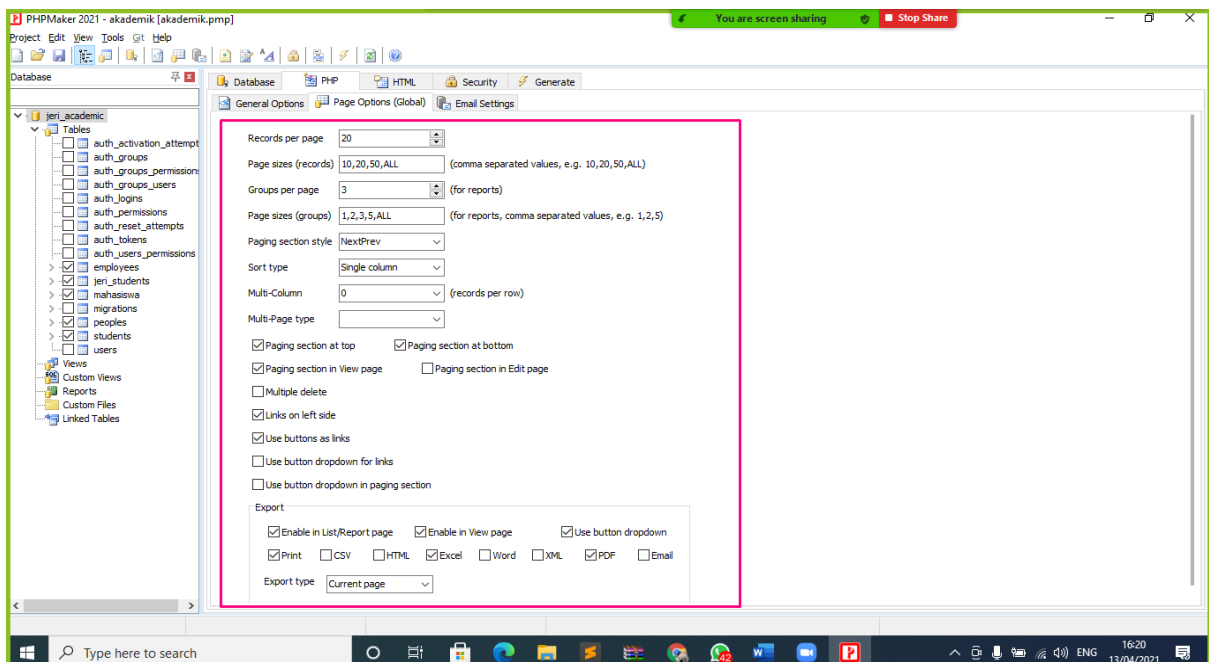 PHPMaker 2021 - akademik [akademik.pmp]
You are screen sharing
Stop Share
Project Edit View Tools Git Help
Database
Database PHP HTML Security Generate
General Options Page Options (Global) Email Settings
jeri_academic
Tables
auth_activation_attempt
auth_groups
auth_groups_permission
auth_groups_users
auth_logins
auth_permissions
auth_reset_attempts
auth_tokens
auth_users_permissions
employees
jeri_students
mahasiswa
migrations
peoples
students
users
Views
Custom Views
Reports
Custom Files
Linked Tables
Records per page 20
Page sizes (records) 10,20,50,ALL (comma separated values, e.g. 10,20,50,ALL)
Groups per page 3 (for reports)
Page sizes (groups) 1,2,3,5,ALL (for reports, comma separated values, e.g. 1,2,5)
Paging section style NextPrev
Sort type Single column
Multi-Column 0 (records per row)
Multi-Page type
Paging section at top Paging section at bottom
Paging section in View page Paging section in Edit page
Multiple delete
Links on left side
Use buttons as links
Use button dropdown for links
Use button dropdown in paging section
Export
Enable in List/Report page Enable in View page Use button dropdown
Print CSV HTML Excel Word XML PDF Email
Export type Current page
Type here to search
42
ENG
16:20
13/04/2021